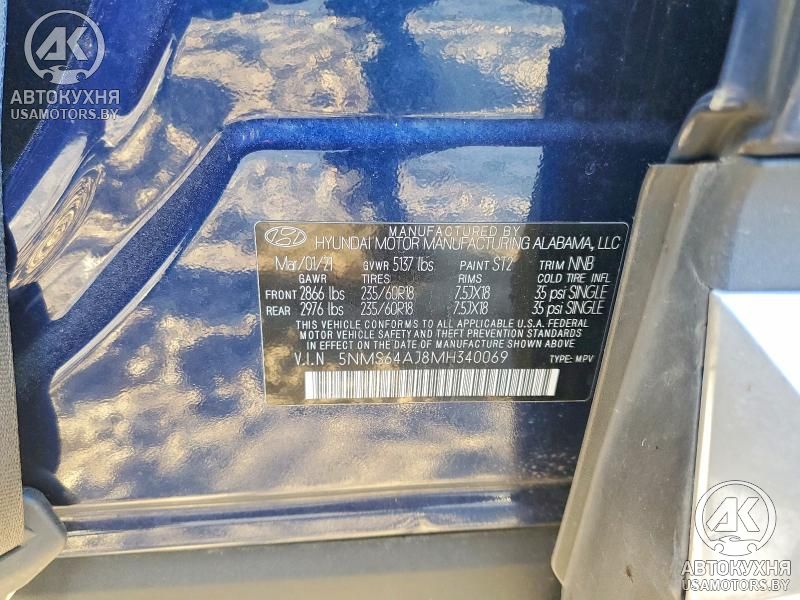 AK
АВТОКУХНЯ
USAMOTORS.BY
MANUFACTURED BY
HYUNDAI MOTOR MANUFACTURING ALABAMA, LLC
Mar/01/21 GVWR 5137 lbs PAINT ST2 TRIM NNB
GAWR TIRES RIMS COLD TIRE INFL
FRONT 2866 lbs 235/60R18 7.5JX18 35 psi SINGLE
REAR 2976 lbs 235/60R18 7.5JX18 35 psi SINGLE
THIS VEHICLE CONFORMS TO ALL APPLICABLE U.S.A. FEDERAL
MOTOR VEHICLE SAFETY AND THEFT PREVENTION STANDARDS
IN EFFECT ON THE DATE OF MANUFACTURE SHOWN ABOVE
V.I.N 5NMS64AJ8MH340069 TYPE: MPV
AK
АВТОКУХНЯ
USAMOTORS.BY